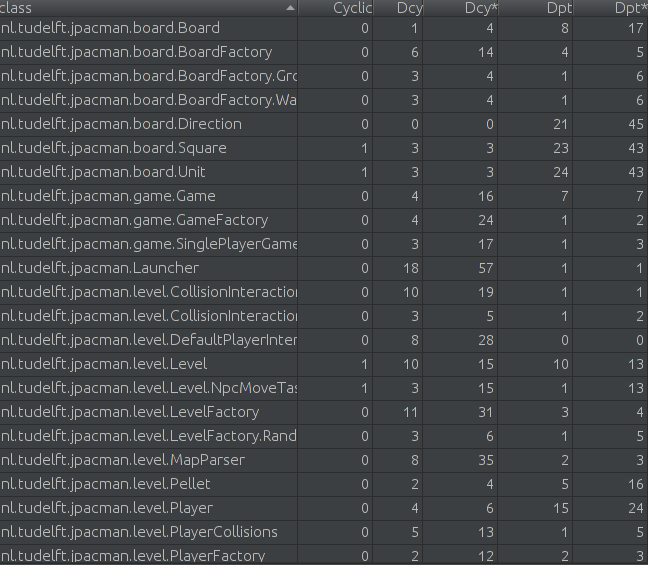 class Cyclic Dcy Dcy* Dpt Dpt*
nl.tudelft.jpacman.board.Board 0 1 4 8 17
nl.tudelft.jpacman.board.BoardFactory 0 6 14 4 5
nl.tudelft.jpacman.board.BoardFactory.Gro 0 3 4 1 6
nl.tudelft.jpacman.board.BoardFactory.Wa 0 3 4 1 6
nl.tudelft.jpacman.board.Direction 0 0 0 21 45
nl.tudelft.jpacman.board.Square 1 3 3 23 43
nl.tudelft.jpacman.board.Unit 1 3 3 24 43
nl.tudelft.jpacman.game.Game 0 4 16 7 7
nl.tudelft.jpacman.game.GameFactory 0 4 24 1 2
nl.tudelft.jpacman.game.SinglePlayerGame 0 3 17 1 3
nl.tudelft.jpacman.Launcher 0 18 57 1 1
nl.tudelft.jpacman.level.CollisionInteraction 0 10 19 1 1
nl.tudelft.jpacman.level.CollisionInteraction 0 3 5 1 2
nl.tudelft.jpacman.level.DefaultPlayerInter 0 8 28 0 0
nl.tudelft.jpacman.level.Level 1 10 15 10 13
nl.tudelft.jpacman.level.Level.NpcMoveTas 1 3 15 1 13
nl.tudelft.jpacman.level.LevelFactory 0 11 31 3 4
nl.tudelft.jpacman.level.LevelFactory.Rand 0 3 6 1 5
nl.tudelft.jpacman.level.MapParser 0 8 35 2 3
nl.tudelft.jpacman.level.Pellet 0 2 4 5 16
nl.tudelft.jpacman.level.Player 0 4 6 15 24
nl.tudelft.jpacman.level.PlayerCollisions 0 5 13 1 5
nl.tudelft.jpacman.level.PlayerFactory 0 2 12 2 3